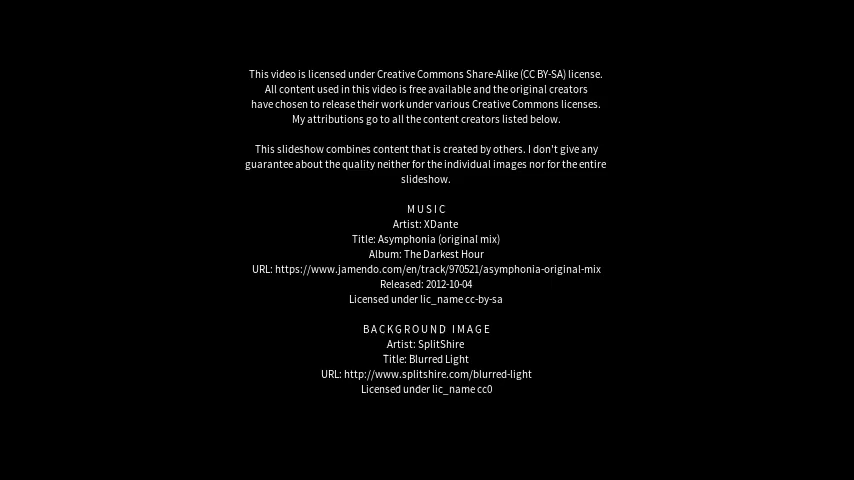 This video is licensed under Creative Commons Share-Alike (CC BY-SA) license.
All content used in this video is free available and the original creators
have chosen to release their work under various Creative Commons licenses.
My attributions go to all the content creators listed below.
This slideshow combines content that is created by others. I don't give any
guarantee about the quality neither for the individual images nor for the entire
slideshow.
MUSIC
Artist: XDante
Title: Asymphonia (original mix)
Album: The Darkest Hour
URL: https://www.jamendo.com/en/track/970521/asymphonia-original-mix
Released: 2012-10-04
Licensed under lic_name cc-by-sa
BACKGROUND IMAGE
Artist: SplitShire
Title: Blurred Light
URL: http://www.splitshire.com/blurred-light
Licensed under lic_name cc0